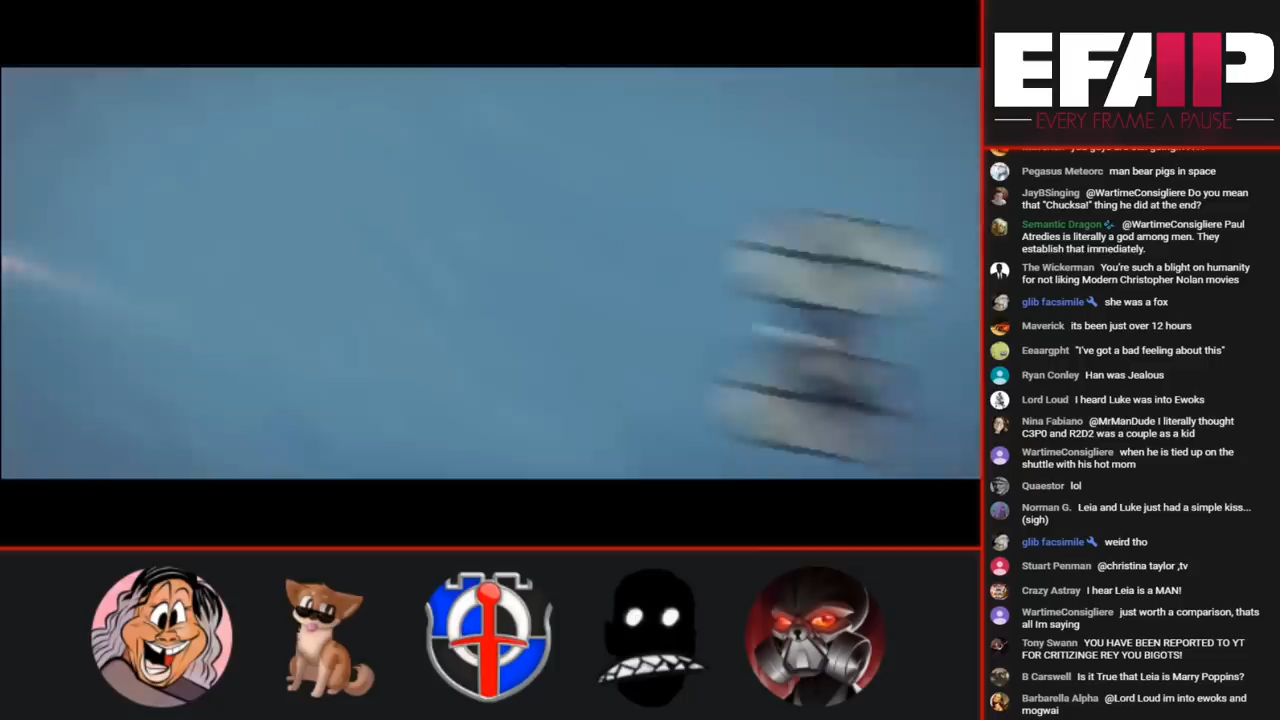 EFAP
EVERY FRAME A PAUSE
Pegasus Meteorc man bear pigs in space
JayBSinging @WartimeConsigliere Do you mean
that "Chucksa!" thing he did at the end?
Semantic Dragon @WartimeConsigliere Paul
Atredies is literally a god among men. They
establish that immediately.
The Wickerman You're such a blight on humanity
for not liking Modern Christopher Nolan movies
glib facsimile she was a fox
Maverick its been just over 12 hours
Eeaargpht "I've got a bad feeling about this"
Ryan Conley Han was Jealous
Lord Loud I heard Luke was into Ewoks
Nina Fabiano @MrManDude I literally thought
C3P0 and R2D2 was a couple as a kid
WartimeConsigliere when he is tied up on the
shuttle with his hot mom
Quaestor lol
Norman G. Leia and Luke just had a simple kiss...
(sigh)
glib facsimile weird tho
Stuart Penman @christina taylor ,tv
Crazy Astray I hear Leia is a MAN!
WartimeConsigliere just worth a comparison, thats
all Im saying
Tony Swann YOU HAVE BEEN REPORTED TO YT
FOR CRITIZINGE REY YOU BIGOTS!
B Carswell Is it True that Leia is Marry Poppins?
Barbarella Alpha @Lord Loud im into ewoks and
mogwai